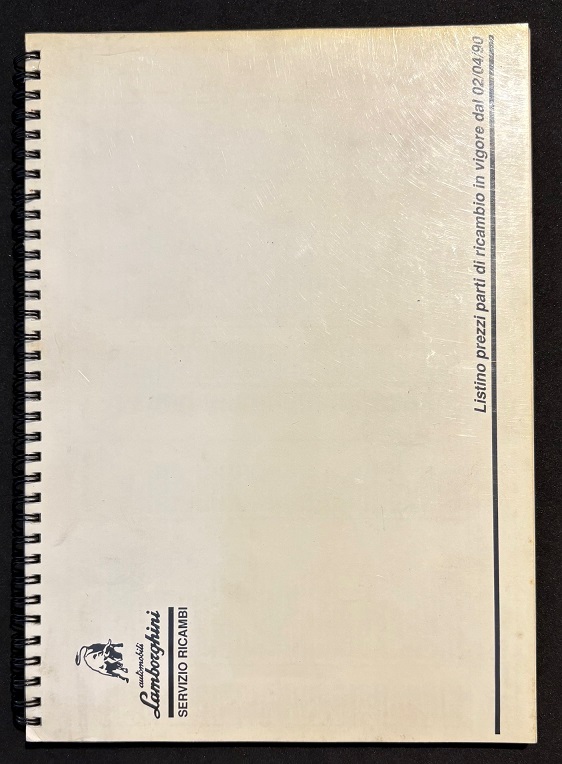 automobili
Lamborghini
SERVIZIO RICAMBI
Listino prezzi parti di ricambio in vigore dal 02/04/90